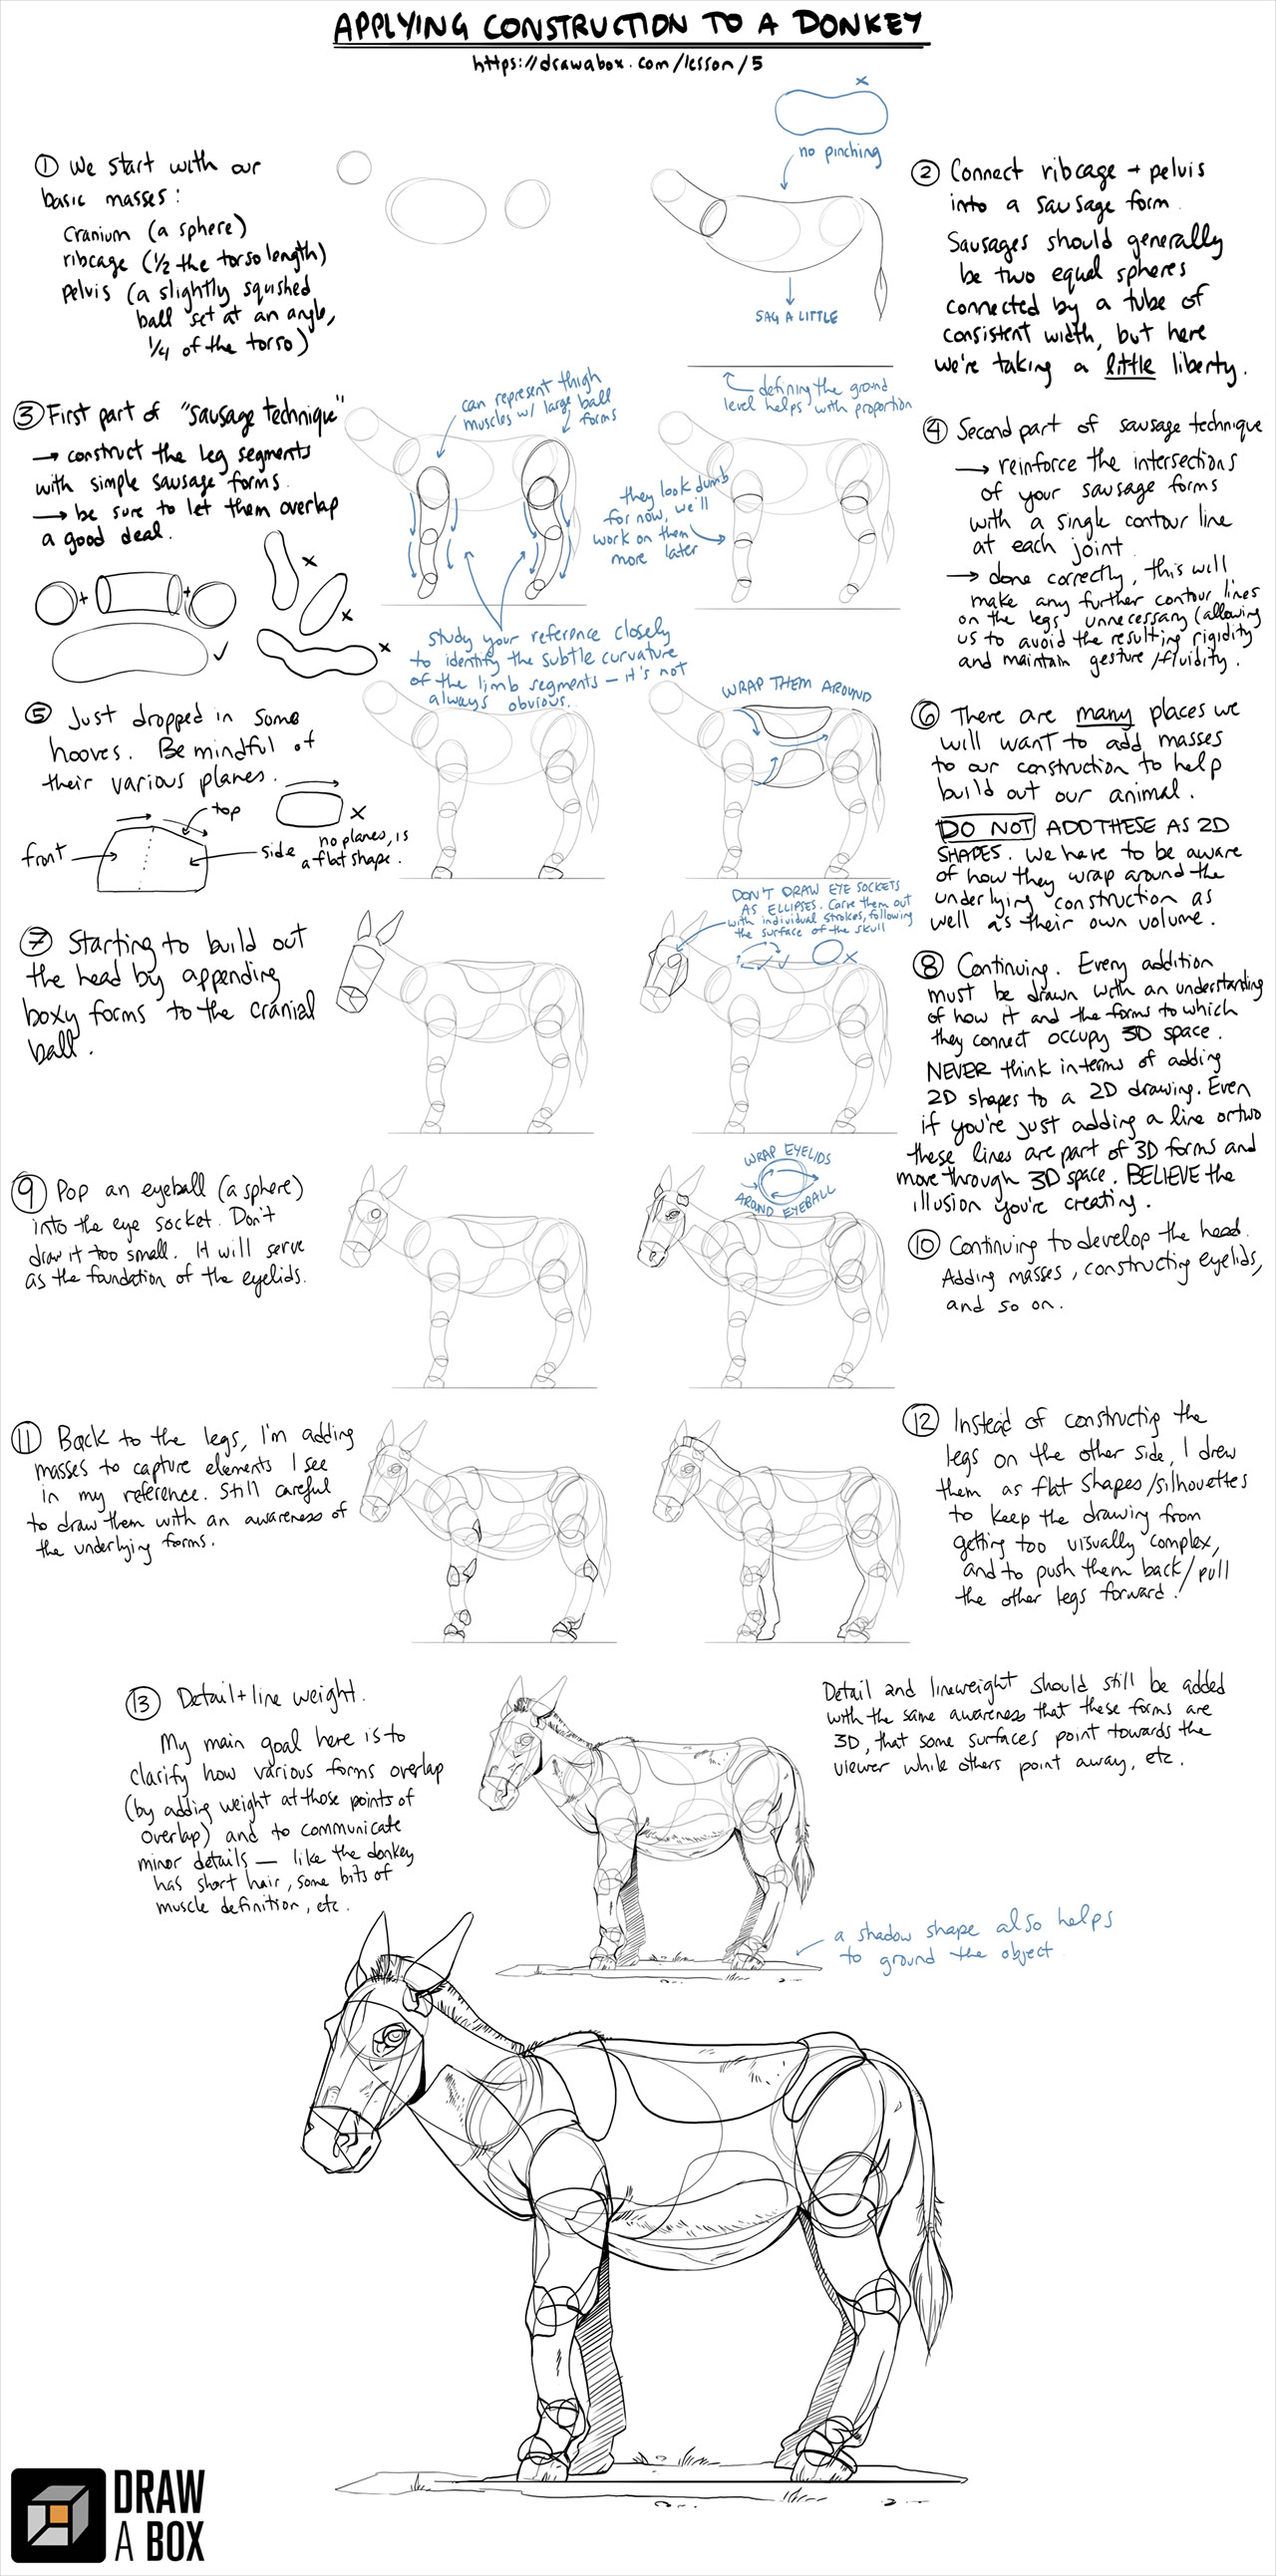 APPLYING CONSTRUCTION TO A DONKEY
https://drawabox.com/lesson/5
① We start with our
basic masses:
cranium (a sphere)
ribcage (1/2 the torso length)
pelvis (a slightly squished
ball set at an angle,
1/4 of the torso)
x
no pinching
SAG A LITTLE
defining the ground
level helps with proportion
② Connect ribcage + pelvis
into a sausage form.
Sausages should generally
be two equal spheres
connected by a tube of
consistent width, but here
we're taking a little liberty.
③ First part of "sausage technique"
→ construct the leg segments
with simple sausage forms.
→ be sure to let them overlap
a good deal.
+ +
x
x
x
✓
can represent thigh
muscles w/ large ball
forms
study your reference closely
to identify the subtle curvature
of the limb segments — it's not
always obvious.
they look dumb
for now, we'll
work on them
more later
④ Second part of sausage technique
→ reinforce the intersections
of your sausage forms
with a single contour line
at each joint
→ done correctly, this will
make any further contour lines
on the legs unnecessary (allowing
us to avoid the resulting rigidity
and maintain gesture/fluidity.
⑤ Just dropped in some
hooves. Be mindful of
their various planes.
top
front
side
x
no planes, is
a flat shape.
WRAP THEM AROUND
⑥ There are many places we
will want to add masses
to our construction to help
build out our animal.
DO NOT ADD THESE AS 2D
SHAPES. We have to be aware
of how they wrap around the
underlying construction as
well as their own volume.
⑦ Starting to build out
the head by appending
boxy forms to the cranial
ball.
DON'T DRAW EYE SOCKETS
AS ELLIPSES. Carve them out
with individual strokes, following
the surface of the skull
✓ x
⑧ Continuing. Every addition
must be drawn with an understanding
of how it and the forms to which
they connect occupy 3D space.
NEVER think in terms of adding
2D shapes to a 2D drawing. Even
if you're just adding a line or two
these lines are part of 3D forms and
move through 3D space. BELIEVE the
illusion you're creating.
⑨ Pop an eyeball (a sphere)
into the eye socket. Don't
draw it too small. It will serve
as the foundation of the eyelids.
WRAP EYELIDS
AROUND EYEBALL
⑩ Continuing to develop the head.
Adding masses, constructing eyelids,
and so on.
⑪ Back to the legs, I'm adding
masses to capture elements I see
in my reference. Still careful
to draw them with an awareness of
the underlying forms.
⑫ Instead of constructing the
legs on the other side, I drew
them as flat shapes/silhouettes
to keep the drawing from
getting too visually complex,
and to push them back/pull
the other legs forward.
⑬ Detail + line weight.
My main goal here is to
clarify how various forms overlap
(by adding weight at those points of
overlap) and to communicate
minor details — like the donkey
has short hair, some bits of
muscle definition, etc.
Detail and lineweight should still be added
with the same awareness that these forms are
3D, that some surfaces point towards the
viewer while others point away, etc.
a shadow shape also helps
to ground the object
DRAW
A BOX